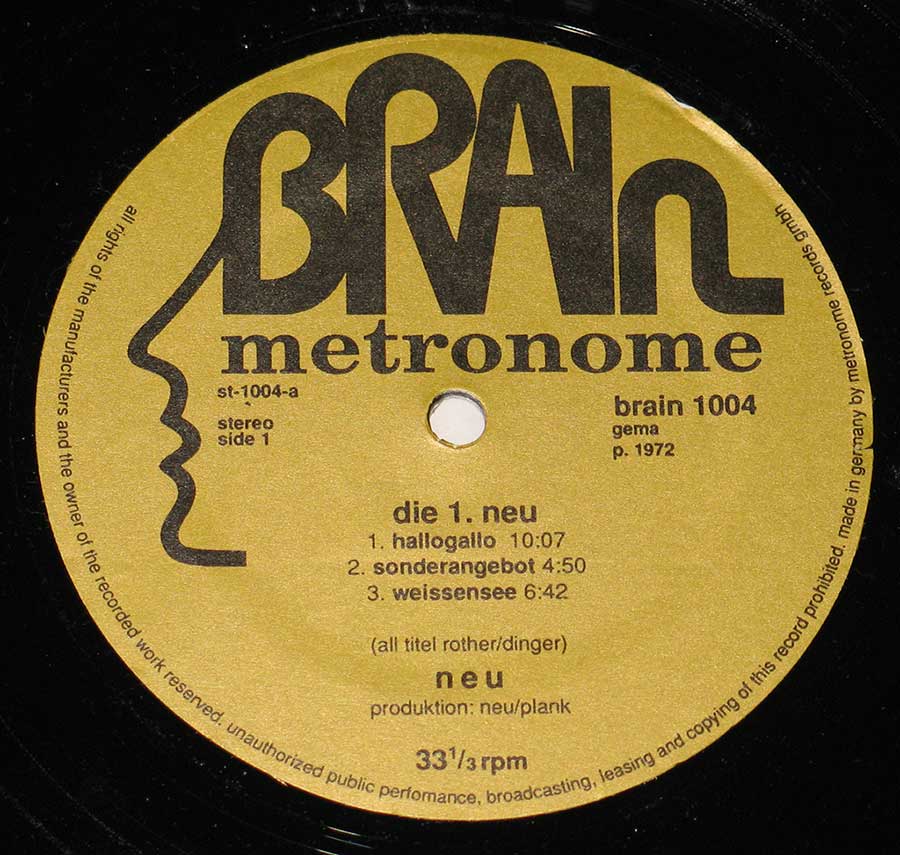 BRAIn
metronome
st-1004-a
stereo
side 1
brain 1004
gema
p. 1972
die 1. neu
1. hallogallo 10:07
2. sonderangebot 4:50
3. weissensee 6:42
(all titel rother/dinger)
neu
produktion: neu/plank
33 1/3 rpm
all rights of the manufacturers and the owner of the recorded work reserved. unauthorized public perfomance, broadcasting, leasing and copying of this record prohibited. made in germany by metronome records gmbh